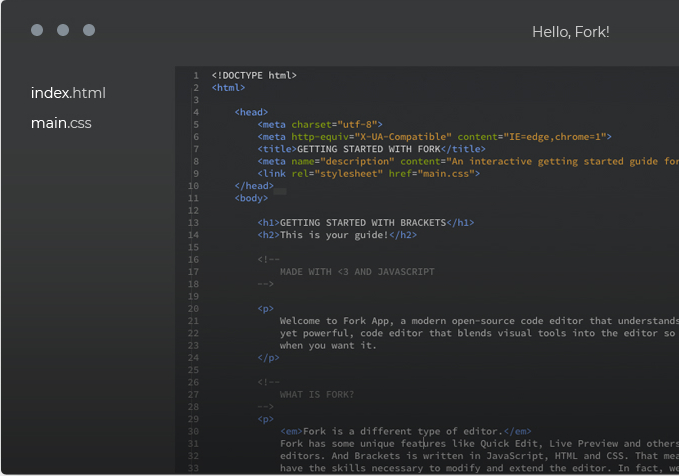 Hello, Fork!
index.html
main.css
1 <!DOCTYPE html>
2 <html>
3
4 <head>
5 <meta charset="utf-8">
6 <meta http-equiv="X-UA-Compatible" content="IE=edge,chrome=1">
7 <title>GETTING STARTED WITH FORK</title>
8 <meta name="description" content="An interactive getting started guide for
9 <link rel="stylesheet" href="main.css">
10 </head>
11 <body>
12
13 <h1>GETTING STARTED WITH BRACKETS</h1>
14 <h2>This is your guide!</h2>
15
16 <!--
17 MADE WITH <3 AND JAVASCRIPT
18 -->
19
20 <p>
21 Welcome to Fork App, a modern open-source code editor that understands
22 yet powerful, code editor that blends visual tools into the editor so
23 when you want it.
24 </p>
25
26 <!--
27 WHAT IS FORK?
28 -->
29 <p>
30 <em>Fork is a different type of editor.</em>
31 Fork has some unique features like Quick Edit, Live Preview and others
32 editors. And Brackets is written in JavaScript, HTML and CSS. That mea
33 have the skills necessary to modify and extend the editor. In fact, we